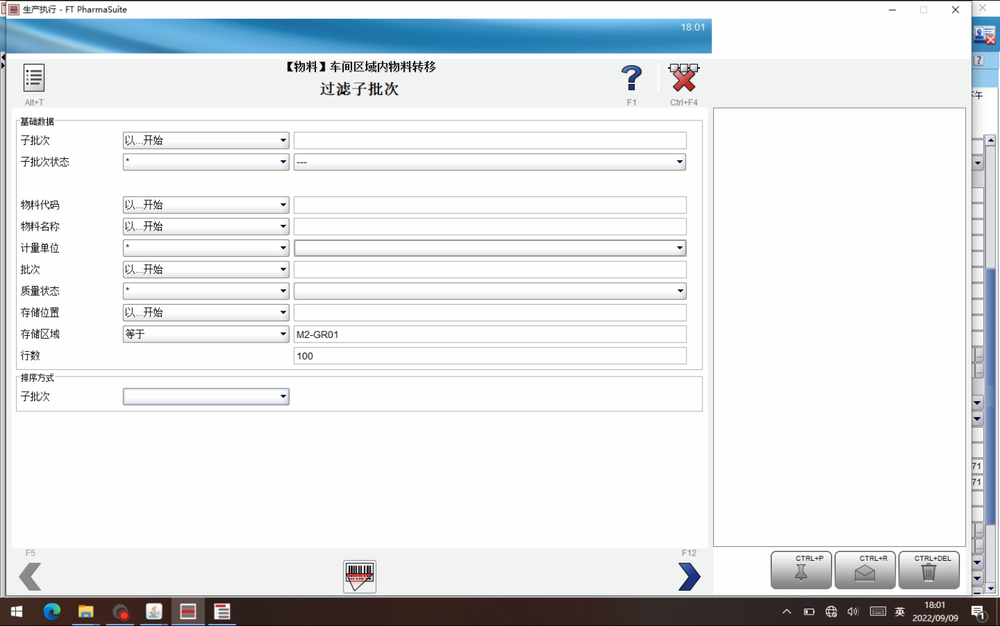 生产执行 - FT PharmaSuite
18:01
【物料】车间区域内物料转移
过滤子批次
Alt+T
F1
Ctrl+F4
基础数据
子批次 以...开始
子批次状态 * ---
物料代码 以...开始
物料名称 以...开始
计量单位 *
批次 以...开始
质量状态 *
存储位置 以...开始
存储区域 等于 M2-GR01
行数 100
排序方式
子批次
F5
F12
CTRL+P
CTRL+R
CTRL+DEL
71
71
英
18:01
2022/09/09
1